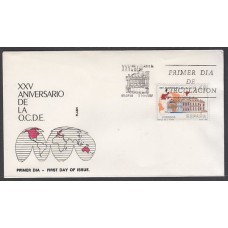 XXV
ANIVERSARIO
DE
LA
O.C.D.E.
PRIMER DIA
DE
CIRCULACION
ESPAÑA
PRIMER DIA – FIRST DAY OF ISSUE